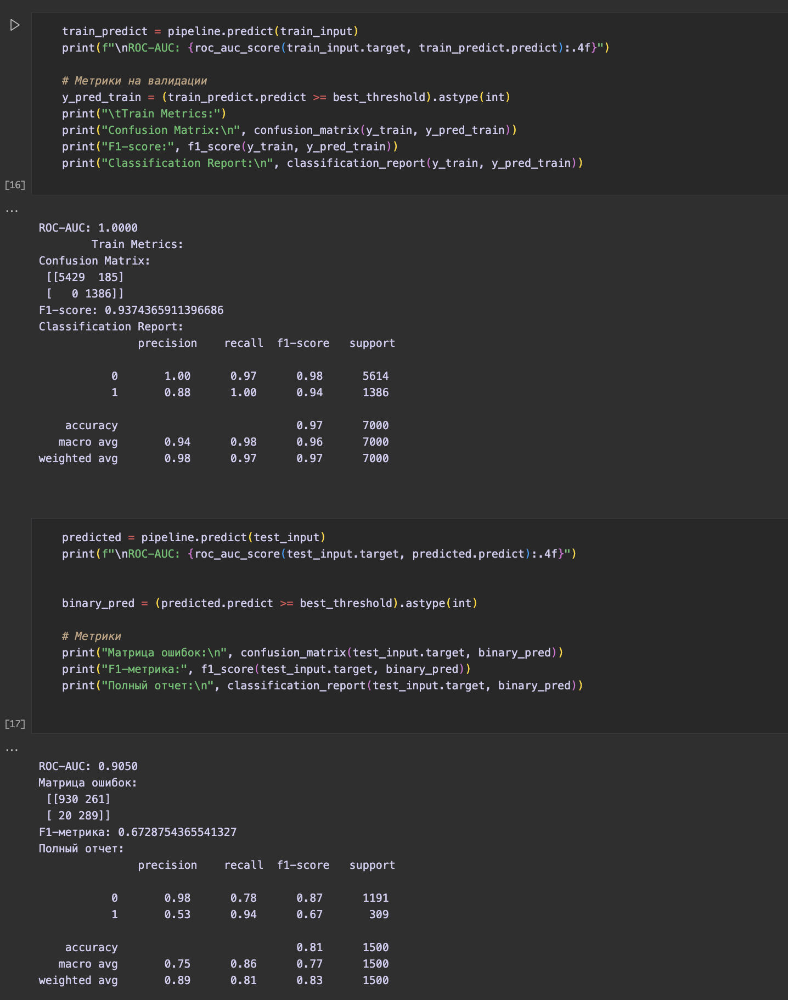 train_predict = pipeline.predict(train_input)
print(f"\nROC-AUC: {roc_auc_score(train_input.target, train_predict.predict):.4f}")
# Метрики на валидации
y_pred_train = (train_predict.predict >= best_threshold).astype(int)
print("\tTrain Metrics:")
print("Confusion Matrix:\n", confusion_matrix(y_train, y_pred_train))
print("F1-score:", f1_score(y_train, y_pred_train))
print("Classification Report:\n", classification_report(y_train, y_pred_train))
[16]
...
ROC-AUC: 1.0000
Train Metrics:
Confusion Matrix:
[[5429  185]
[   0 1386]]
F1-score: 0.9374365911396686
Classification Report:
precision    recall  f1-score   support
0       1.00      0.97      0.98      5614
1       0.88      1.00      0.94      1386
accuracy                           0.97      7000
macro avg       0.94      0.98      0.96      7000
weighted avg       0.98      0.97      0.97      7000
predicted = pipeline.predict(test_input)
print(f"\nROC-AUC: {roc_auc_score(test_input.target, predicted.predict):.4f}")
binary_pred = (predicted.predict >= best_threshold).astype(int)
# Метрики
print("Матрица ошибок:\n", confusion_matrix(test_input.target, binary_pred))
print("F1-метрика:", f1_score(test_input.target, binary_pred))
print("Полный отчет:\n", classification_report(test_input.target, binary_pred))
[17]
...
ROC-AUC: 0.9050
Матрица ошибок:
[[930 261]
[ 20 289]]
F1-метрика: 0.6728754365541327
Полный отчет:
precision    recall  f1-score   support
0       0.98      0.78      0.87      1191
1       0.53      0.94      0.67       309
accuracy                           0.81      1500
macro avg       0.75      0.86      0.77      1500
weighted avg       0.89      0.81      0.83      1500